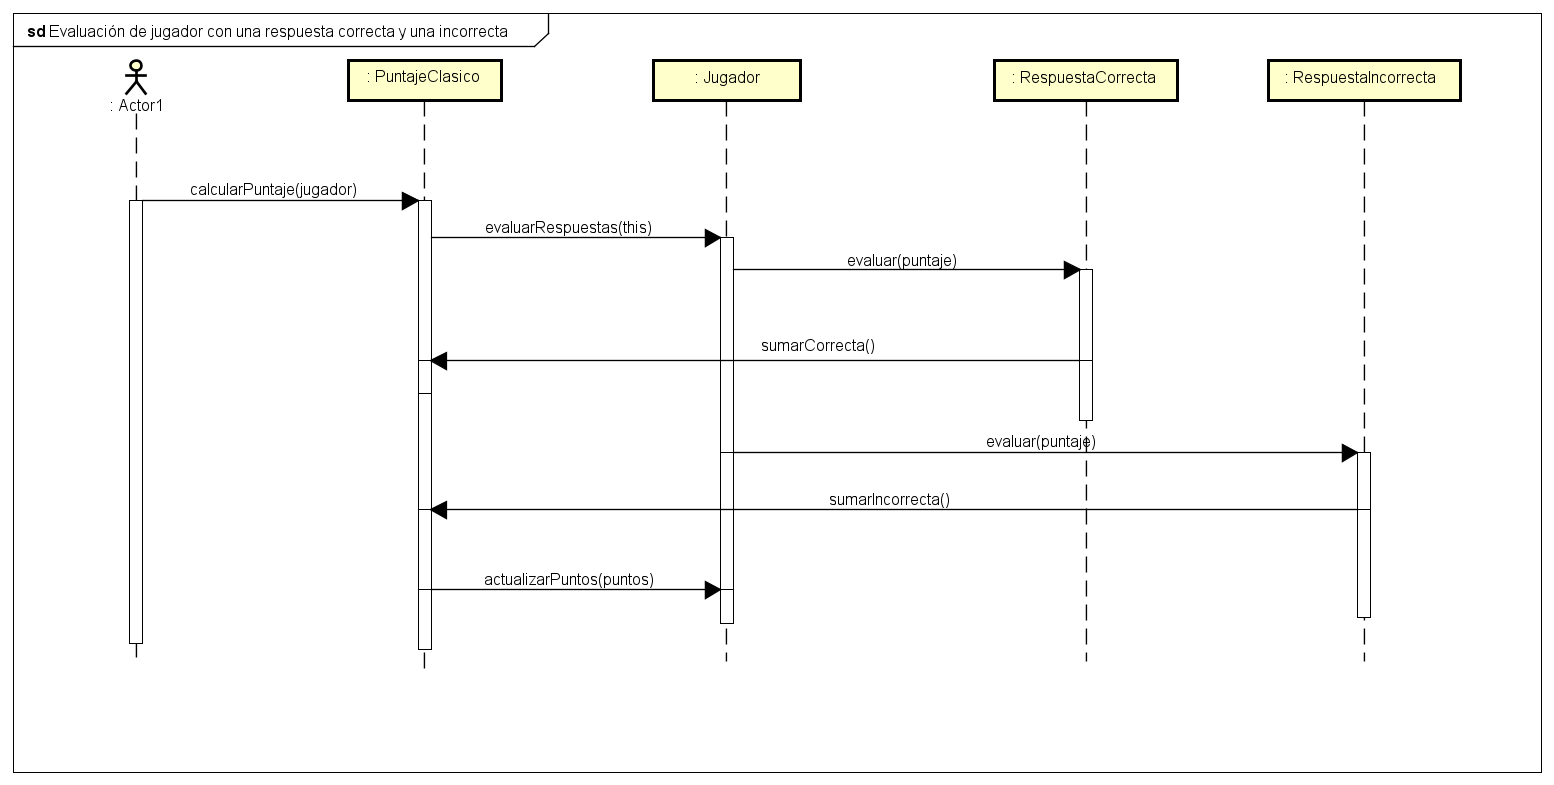 sd Evaluación de jugador con una respuesta correcta y una incorrecta
: Actor1
: PuntajeClasico
: Jugador
: RespuestaCorrecta
: RespuestaIncorrecta
calcularPuntaje(jugador)
evaluarRespuestas(this)
evaluar(puntaje)
sumarCorrecta()
evaluar(puntaje)
sumarIncorrecta()
actualizarPuntos(puntos)